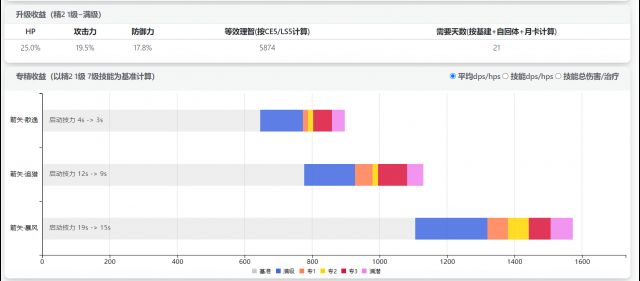 升级收益 (精2 1级~满级)
HP 攻击力 防御力 等效理智(按CE5/LS5计算) 需要天数(按基建+自回体+月卡计算)
25.0% 19.5% 17.8% 5874 21
专精收益 (以精2 1级 7级技能为基准计算) 平均dps/hps 技能dps/hps 技能总伤害/治疗
箭矢·散逸 启动技力 4s -> 3s
箭矢·追猎 启动技力 12s -> 9s
箭矢·暴风 启动技力 19s -> 15s
0 200 400 600 800 1000 1200 1400 1600
基准 满级 专1 专2 专3 满潜